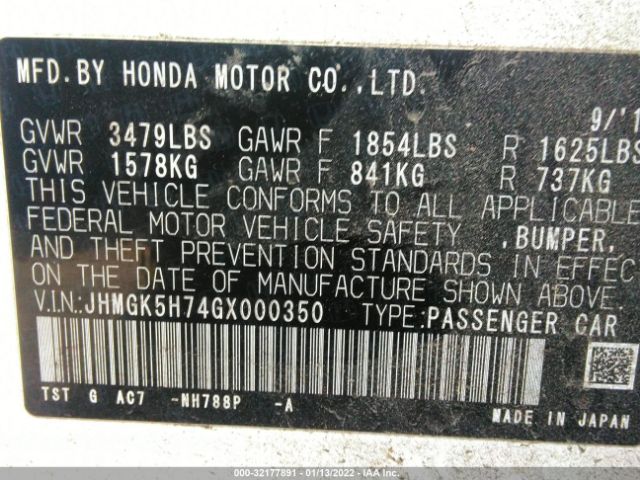 MFD.BY HONDA MOTOR CO.,LTD.
9/'1
GVWR 3479LBS GAWR F 1854LBS R 1625LBS
GVWR 1578KG GAWR F 841KG R 737KG
THIS VEHICLE CONFORMS TO ALL APPLICABLE
FEDERAL MOTOR VEHICLE SAFETY ,BUMPER,
AND THEFT PREVENTION STANDARDS IN EFFEC
ON THE DATE OF MANUFACTURE SHOWN ABOVE.
V.I.N.:JHMGK5H74GX000350 TYPE:PASSENGER CAR
TST G AC7 -NH788P -A
MADE IN JAPAN
000-32177891 - 01/13/2022 - IAA Inc.